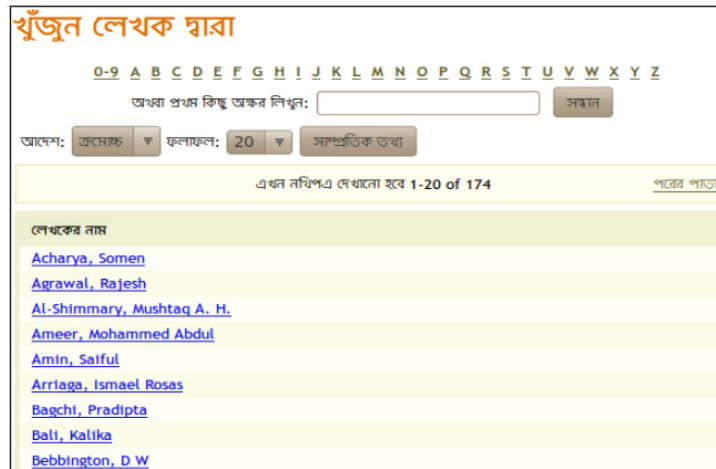 খুঁজুন লেখক দ্বারা
0-9 A B C D E F G H I J K L M N O P Q R S T U V W X Y Z
অথবা প্রথম কিছু অক্ষর লিখুন: সন্ধান
আদেশ: ক্রমোচ্চ ফলাফল: 20 সাম্প্রতিক তথ্য
এখন নথিপএ দেখানো হবে 1-20 of 174 পরের পাতা
লেখকের নাম
Acharya, Somen
Agrawal, Rajesh
Al-Shimmary, Mushtaq A. H.
Ameer, Mohammed Abdul
Amin, Saiful
Arriaga, Ismael Rosas
Bagchi, Pradipta
Bali, Kalika
Bebbington, D W